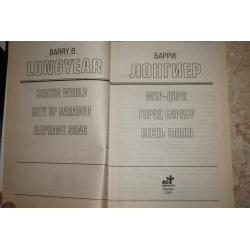 BARRY B.
LONGYEAR
CIRCUS WORLD
CITY OF BARABOO
ELEPHANT SONG
БАРРИ
ЛОНГИЕР
МИР-ЦИРК
ГОРОД БАРАБУ
ПЕСНЬ СЛОНА